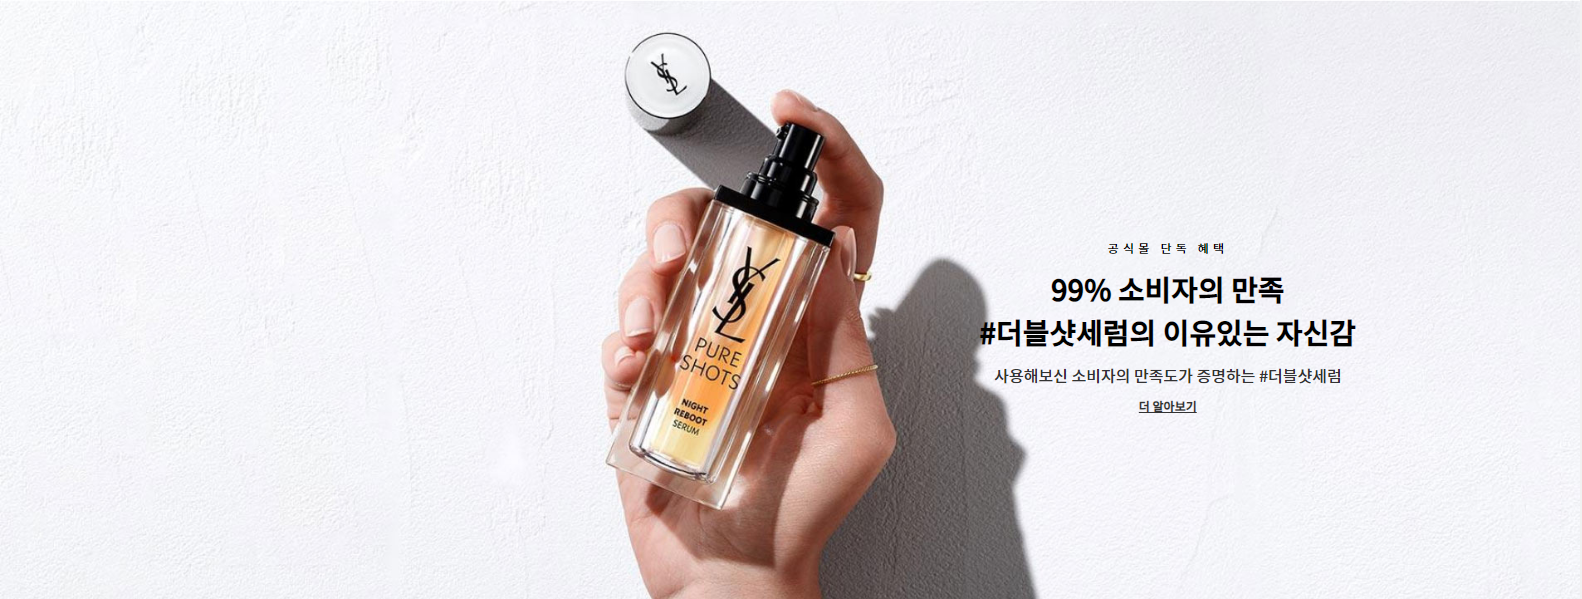 YSL
YSL
PURE
SHOTS
NIGHT
REBOOT
SERUM
공식몰 단독 혜택
99% 소비자의 만족
#더블샷세럼의 이유있는 자신감
사용해보신 소비자의 만족도가 증명하는 #더블샷세럼
더 알아보기